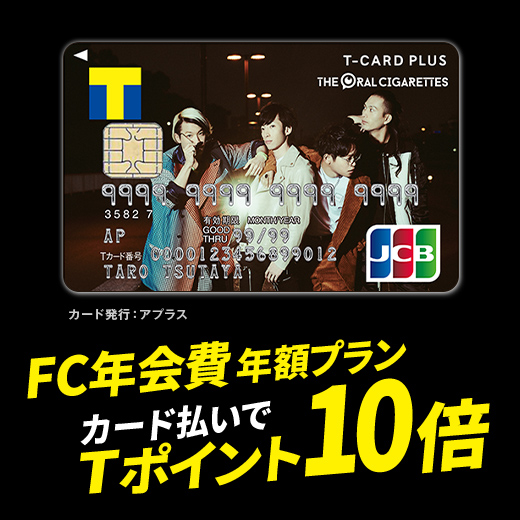 T
T-CARD PLUS
THE ORAL CIGARETTES
9999 9999 9999 9999
3582 7
有効期限 MONTH/YEAR
GOOD THRU 99/99
AP
Tカード番号 D0000123456899012
TARO TSUTAYA
JCB
カード発行：アプラス
FC年会費 年額プラン
カード払いで
Tポイント10倍